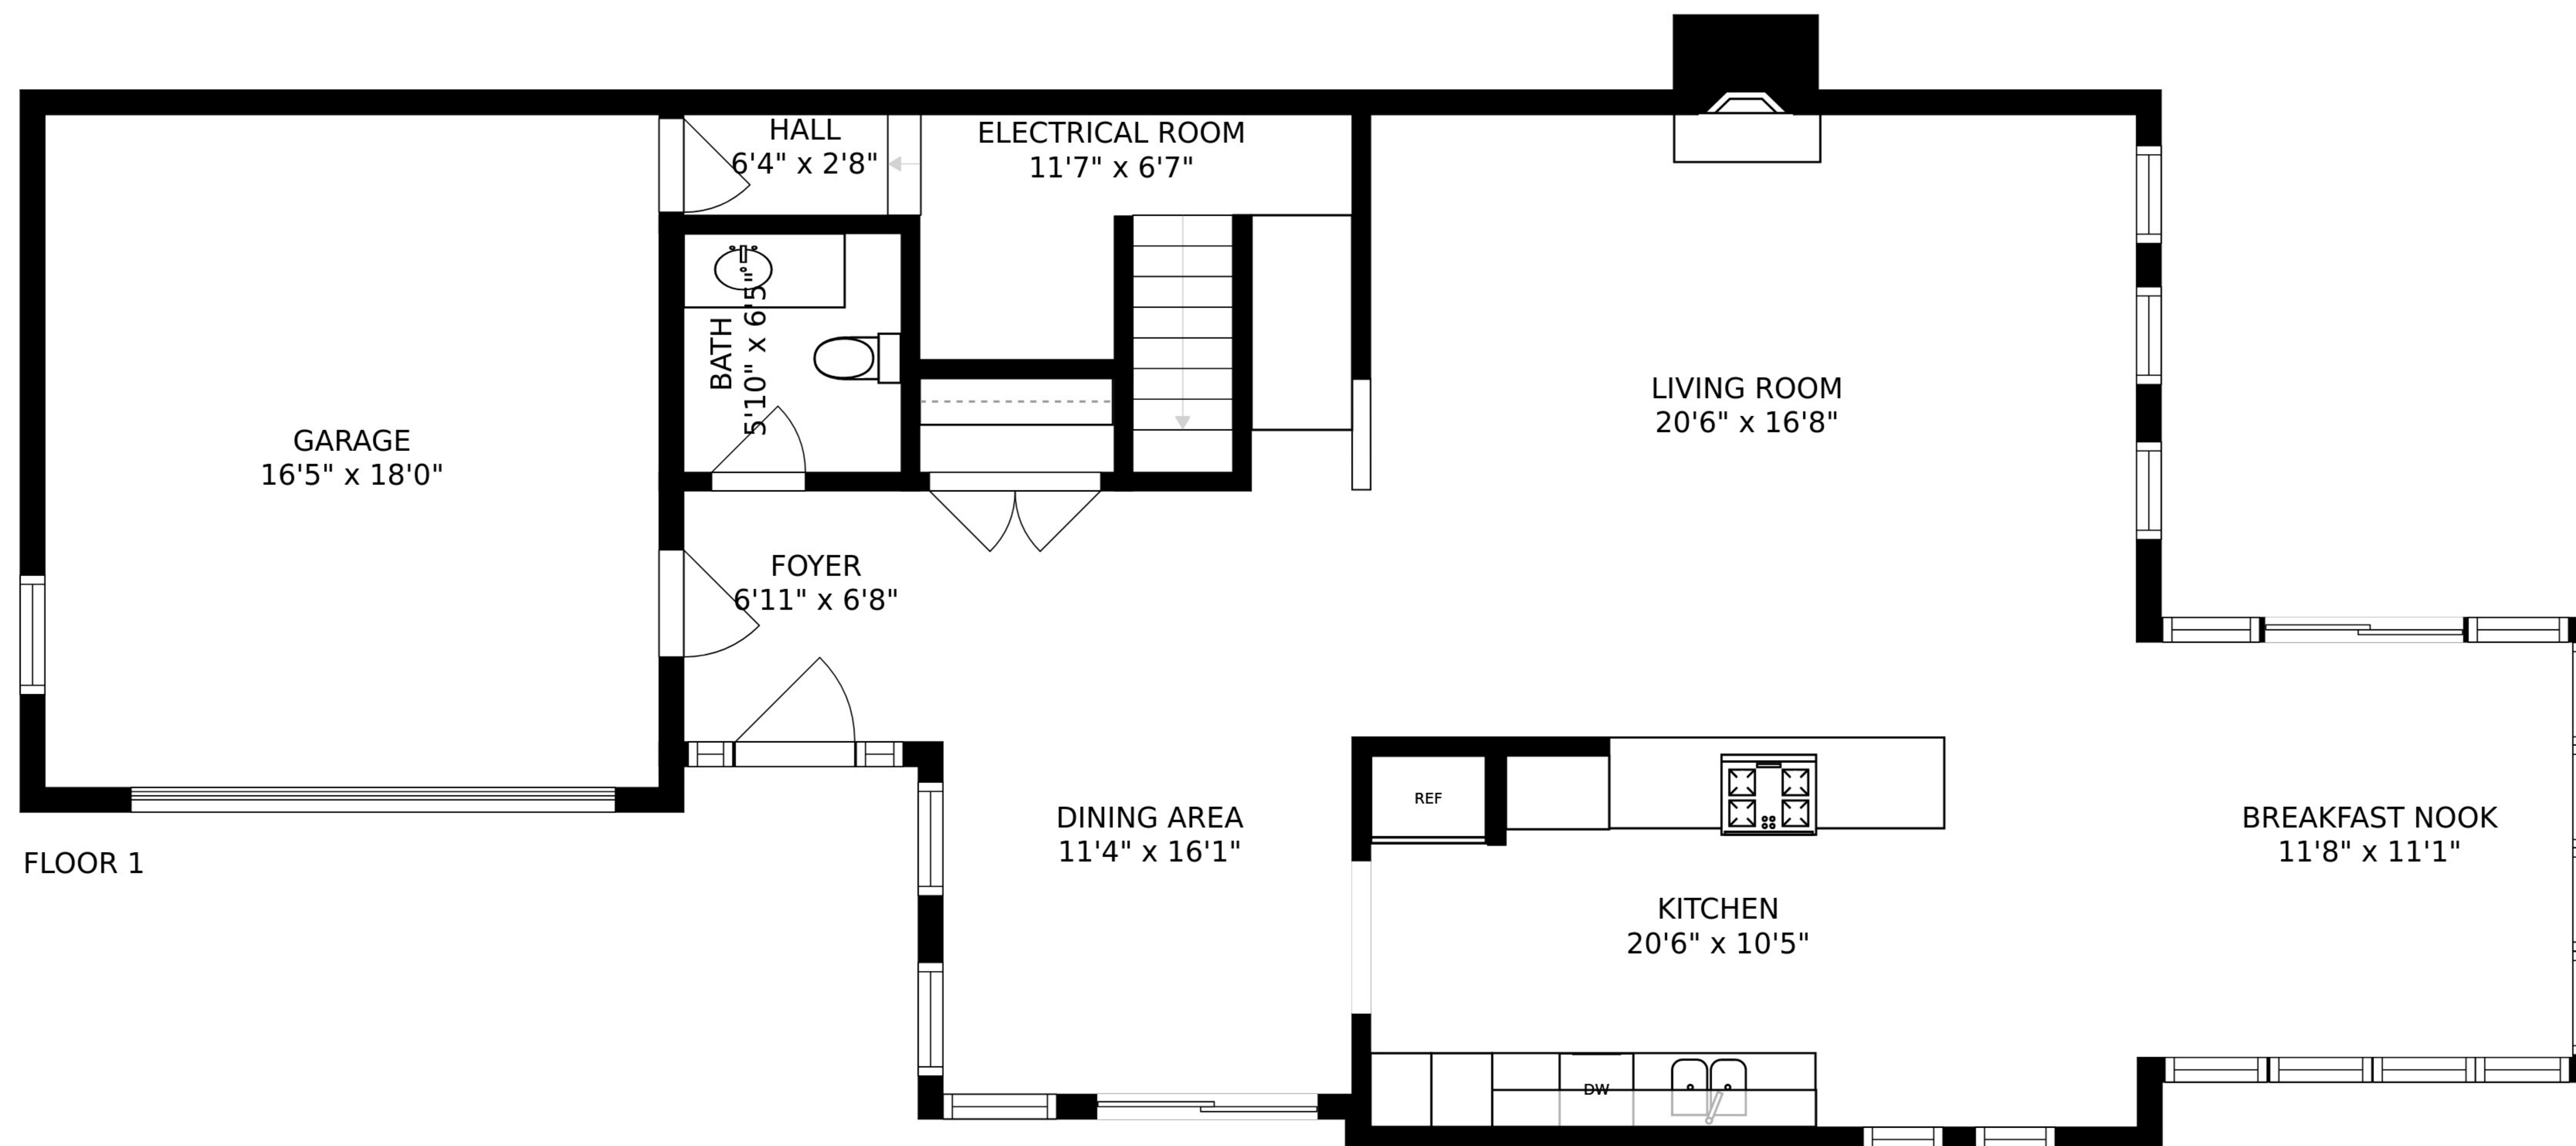 HALL
6'4" x 2'8"
ELECTRICAL ROOM
11'7" x 6'7"
BATH
5'10" x 6'5"
GARAGE
16'5" x 18'0"
LIVING ROOM
20'6" x 16'8"
FOYER
6'11" x 6'8"
REF
DINING AREA
11'4" x 16'1"
BREAKFAST NOOK
11'8" x 11'1"
FLOOR 1
KITCHEN
20'6" x 10'5"
DW